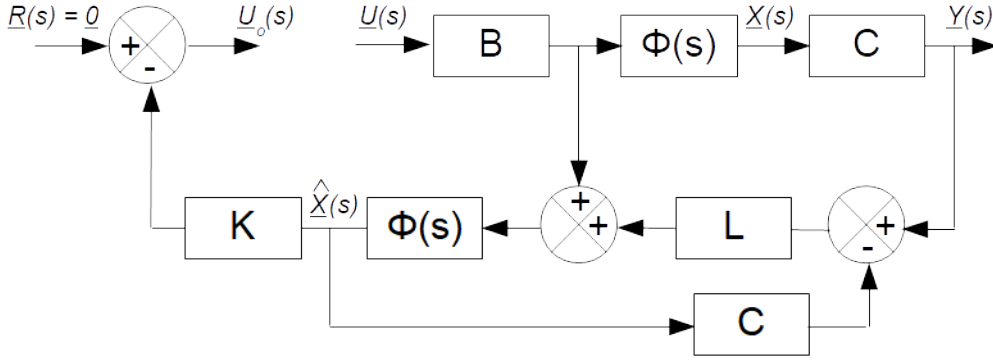 R(s) = 0 U₀(s) U(s) X(s) Y(s)
+ - B Φ(s) C
+ + + -
K X̂(s) Φ(s) L
C